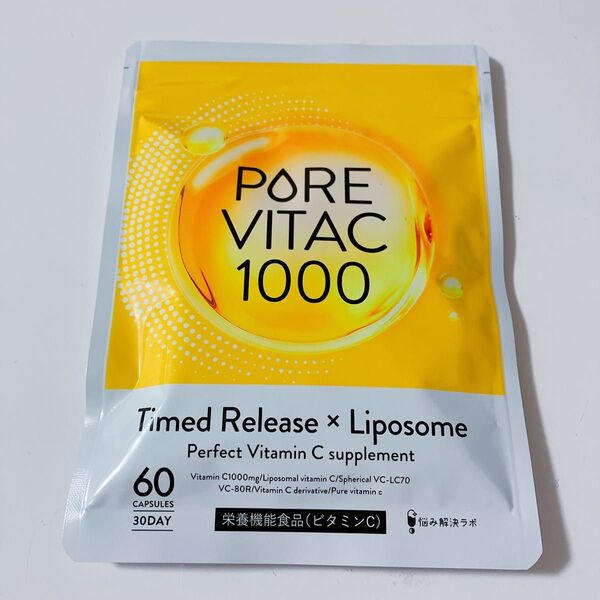 PORE
VITAC
1000
Timed Release × Liposome
Perfect Vitamin C supplement
Vitamin C1000mg/Liposomal vitamin C/Spherical VC-LC70
VC-80R/Vitamin C derivative/Pure vitamin c
60
CAPSULES
30DAY
栄養機能食品(ビタミンC)
悩み解決ラボ